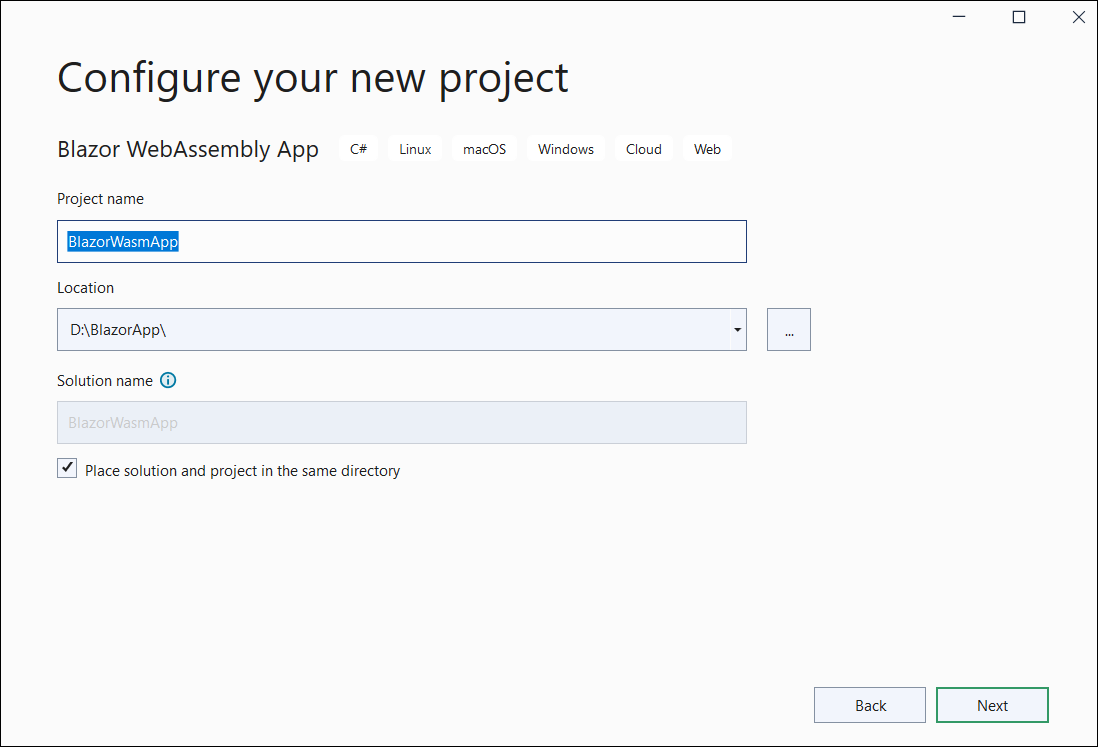 Configure your new project
Blazor WebAssembly App C# Linux macOS Windows Cloud Web
Project name
BlazorWasmApp
Location
D:\BlazorApp\
...
Solution name
BlazorWasmApp
Place solution and project in the same directory
Back Next